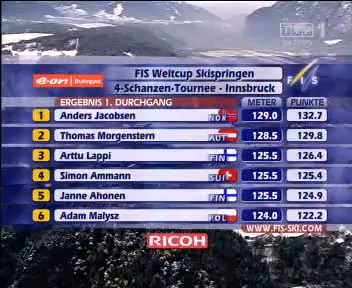 TVP 1
e·on Ruhrgas
FIS Weltcup Skispringen
4-Schanzen-Tournee - Innsbruck
FIS
ERGEBNIS 1. DURCHGANG METER PUNKTE
1 Anders Jacobsen NOR 129.0 132.7
2 Thomas Morgenstern AUT 128.5 129.8
3 Arttu Lappi FIN 125.5 126.4
4 Simon Ammann SUI 125.5 125.4
5 Janne Ahonen FIN 125.5 124.9
6 Adam Malysz POL 124.0 122.2
WWW.FIS-SKI.COM
RICOH